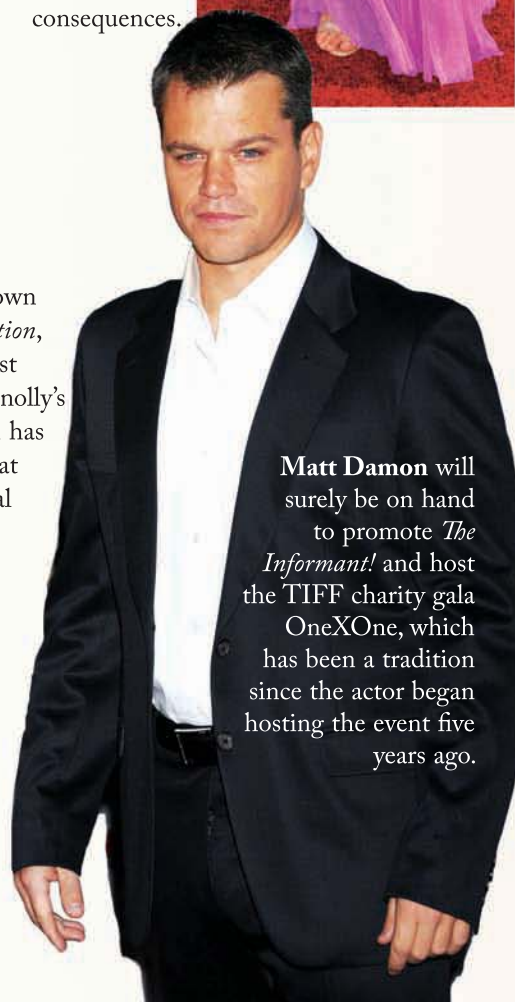 consequences.
own
tion,
st
nolly's
has
at
al
Matt Damon will
surely be on hand
to promote The
Informant! and host
the TIFF charity gala
OneXOne, which
has been a tradition
since the actor began
hosting the event five
years ago.